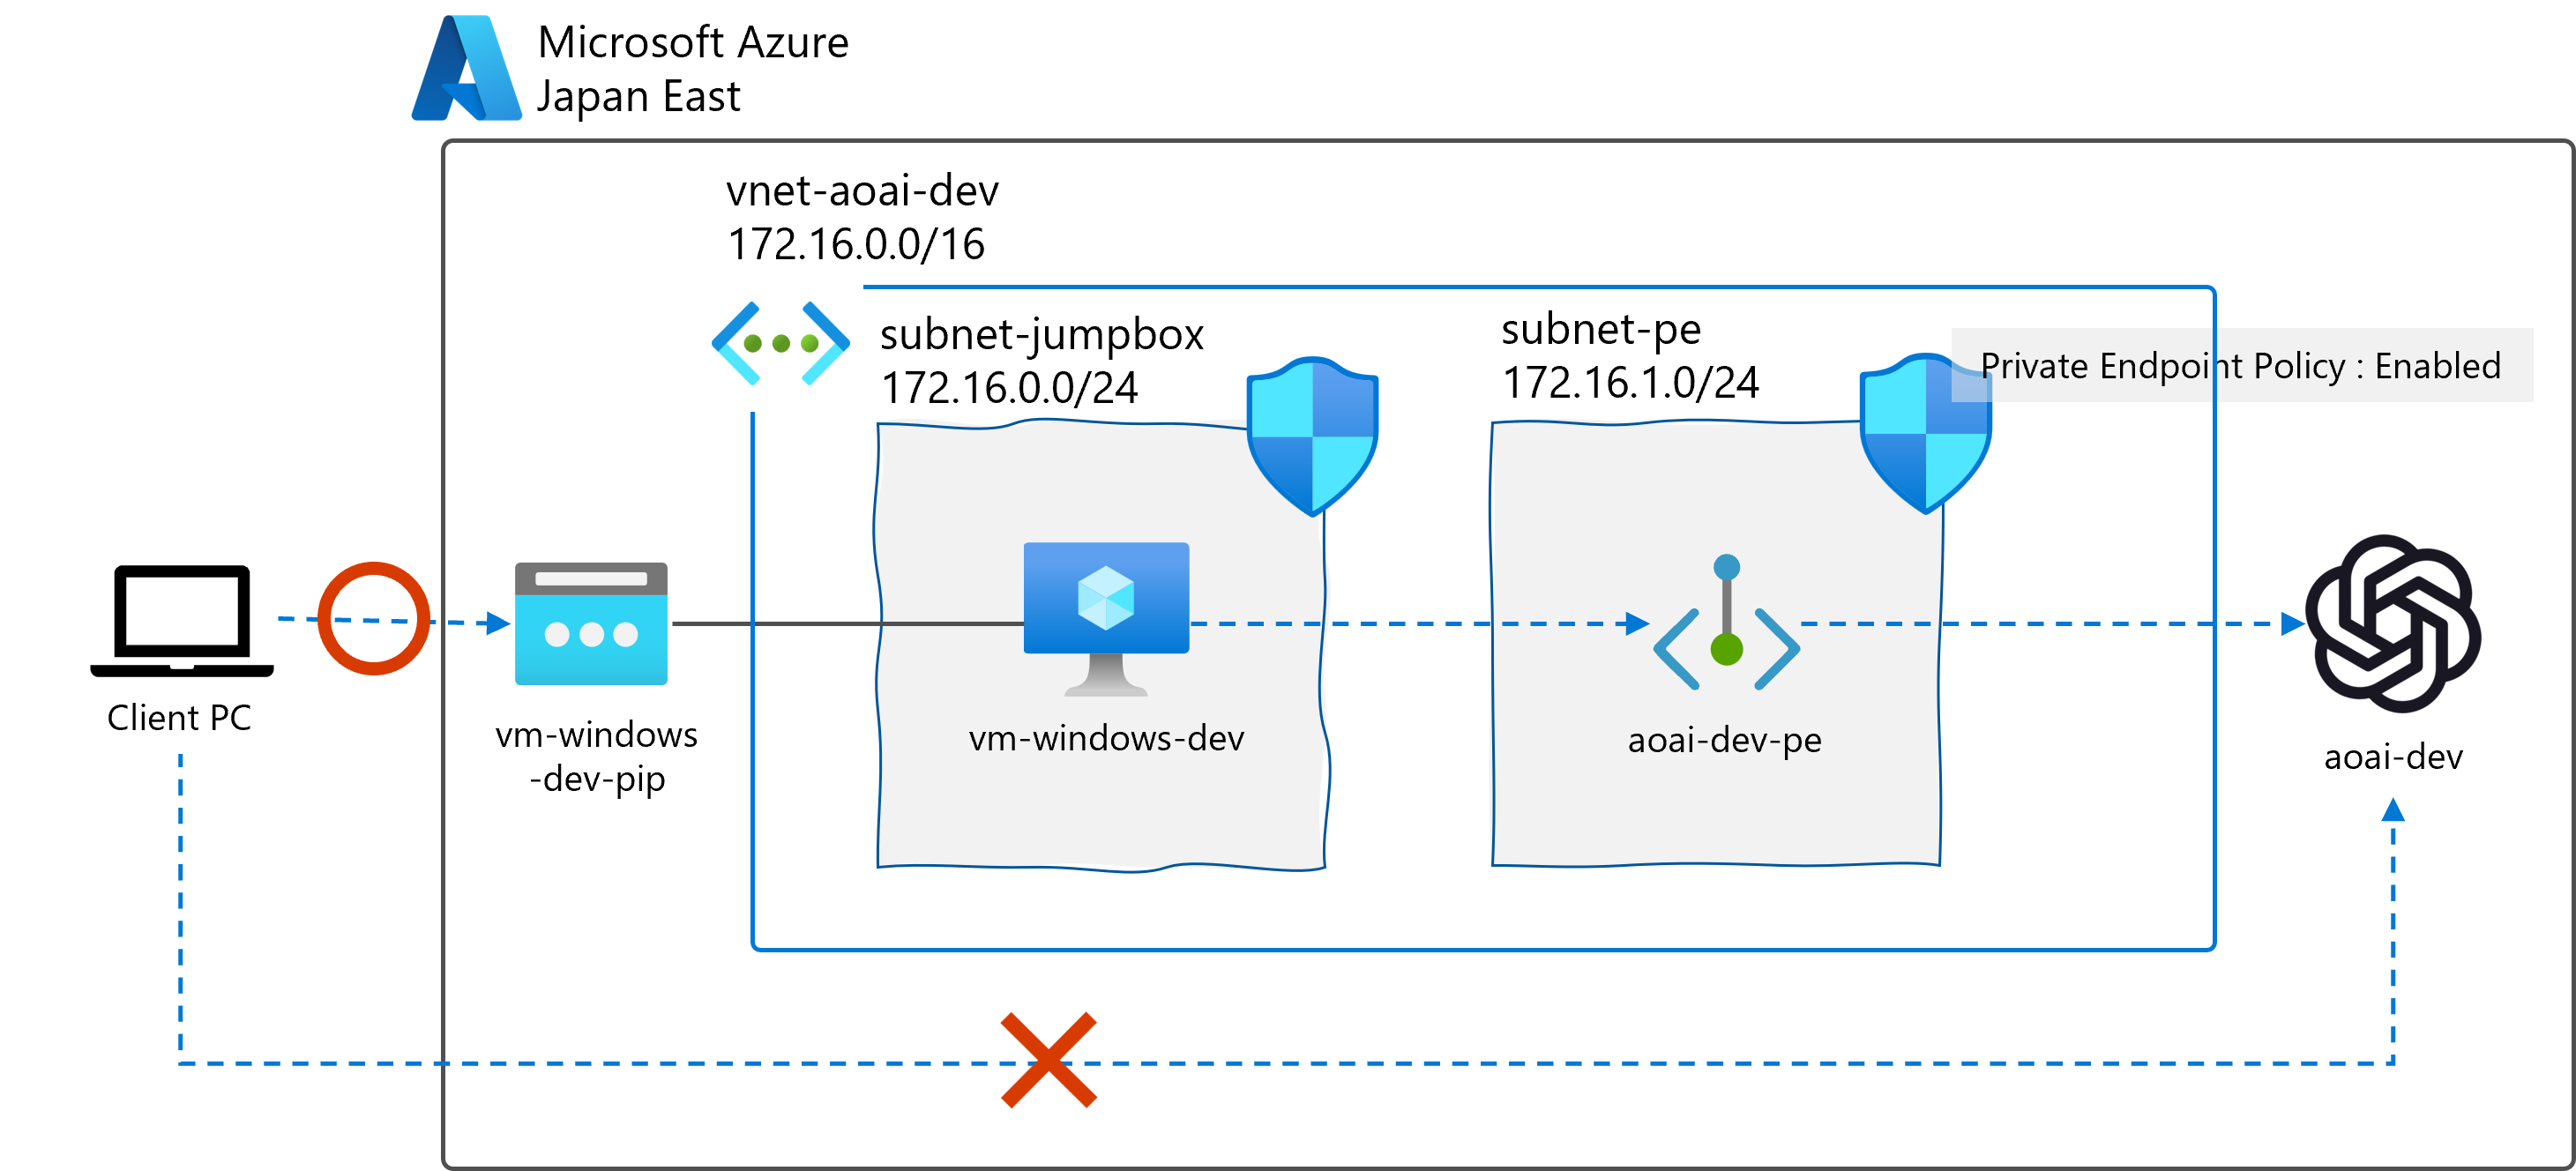 Microsoft Azure
Japan East
vnet-aoai-dev
172.16.0.0/16
subnet-jumpbox
172.16.0.0/24
subnet-pe
172.16.1.0/24
Private Endpoint Policy : Enabled
Client PC
vm-windows
-dev-pip
vm-windows-dev
aoai-dev-pe
aoai-dev